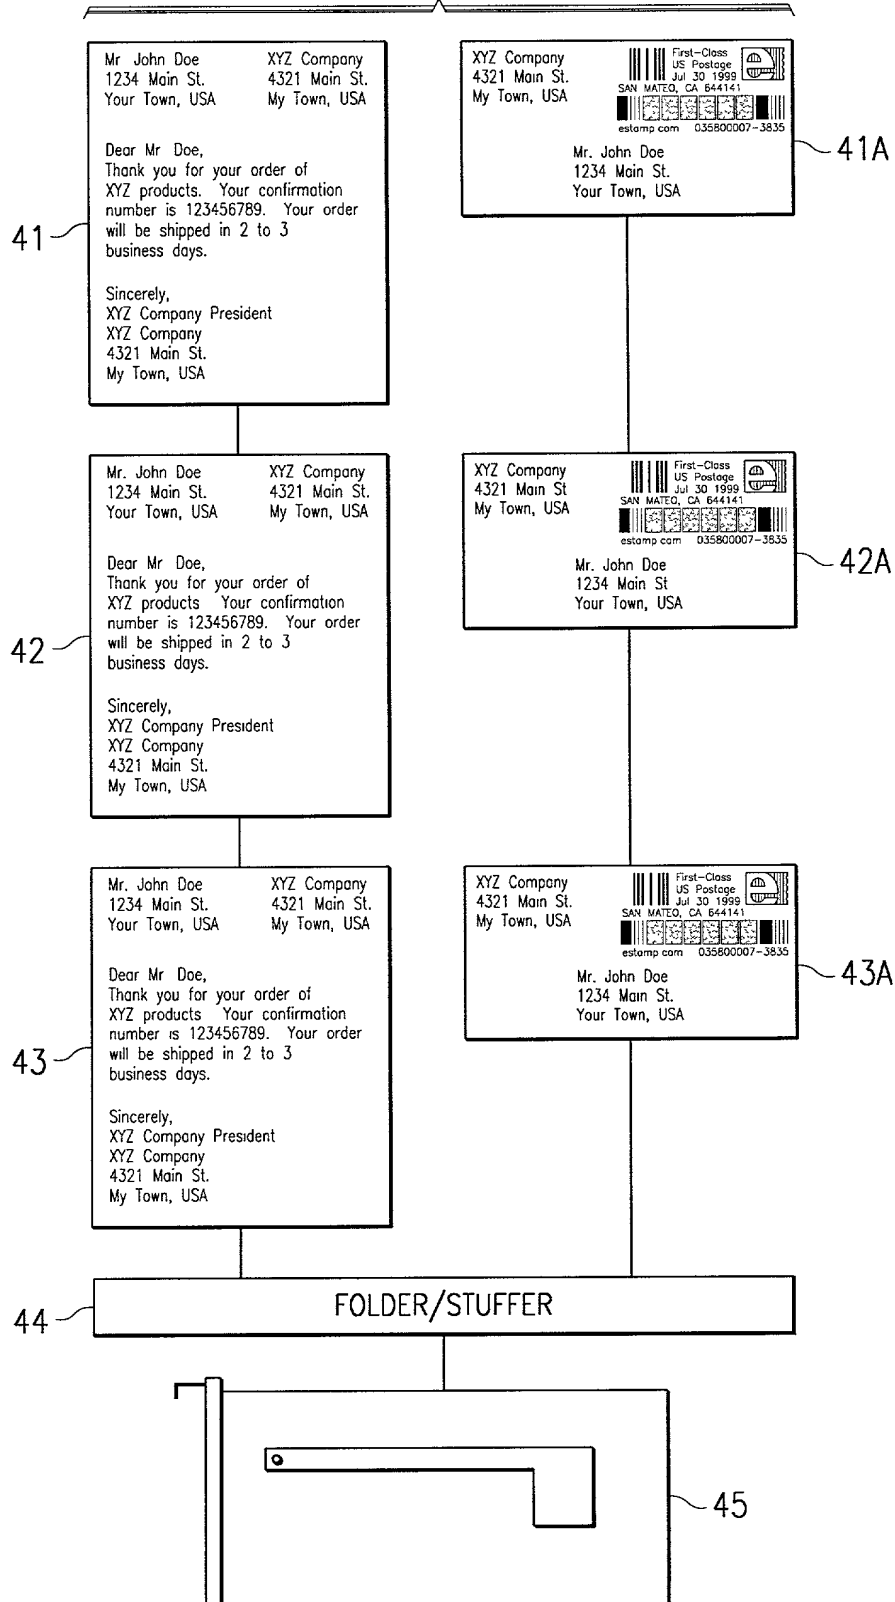 Mr John Doe XYZ Company
1234 Main St. 4321 Main St.
Your Town, USA My Town, USA
Dear Mr Doe,
Thank you for your order of
XYZ products. Your confirmation
number is 123456789. Your order
will be shipped in 2 to 3
business days.
Sincerely,
XYZ Company President
XYZ Company
4321 Main St.
My Town, USA
41
XYZ Company
4321 Main St.
My Town, USA
First-Class
US Postage
Jul 30 1999
SAN MATEO, CA 644141
estamp com 035800007-3835
Mr. John Doe
1234 Main St.
Your Town, USA
41A
Mr. John Doe XYZ Company
1234 Main St. 4321 Main St.
Your Town, USA My Town, USA
Dear Mr Doe,
Thank you for your order of
XYZ products Your confirmation
number is 123456789. Your order
will be shipped in 2 to 3
business days.
Sincerely,
XYZ Company President
XYZ Company
4321 Main St.
My Town, USA
42
XYZ Company
4321 Main St
My Town, USA
First-Class
US Postage
Jul 30 1999
SAN MATEO, CA 644141
estamp com 035800007-3835
Mr. John Doe
1234 Main St
Your Town, USA
42A
Mr. John Doe XYZ Company
1234 Main St. 4321 Main St.
Your Town, USA My Town, USA
Dear Mr Doe,
Thank you for your order of
XYZ products Your confirmation
number is 123456789. Your order
will be shipped in 2 to 3
business days.
Sincerely,
XYZ Company President
XYZ Company
4321 Main St.
My Town, USA
43
XYZ Company
4321 Main St.
My Town, USA
First-Class
US Postage
Jul 30 1999
SAN MATEO, CA 644141
estamp com 035800007-3835
Mr. John Doe
1234 Main St.
Your Town, USA
43A
FOLDER/STUFFER
44
45